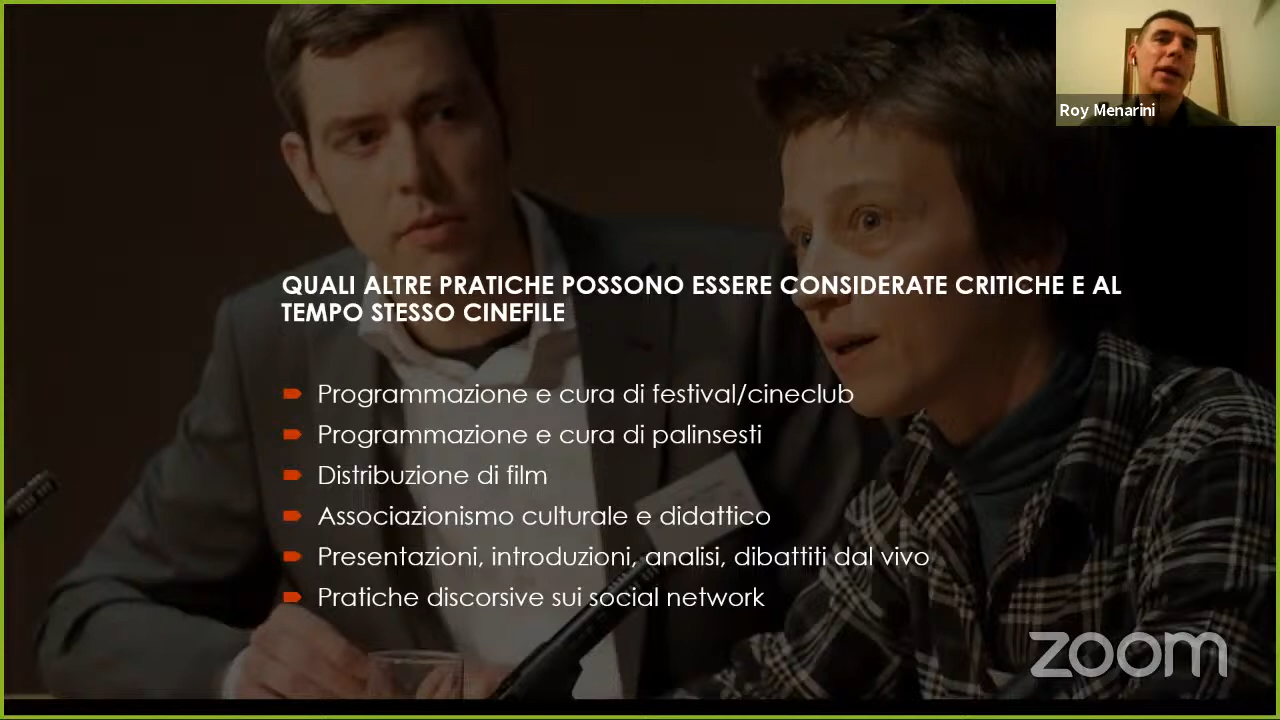 Roy Menarini
QUALI ALTRE PRATICHE POSSONO ESSERE CONSIDERATE CRITICHE E AL
TEMPO STESSO CINEFILE
Programmazione e cura di festival/cineclub
Programmazione e cura di palinsesti
Distribuzione di film
Associazionismo culturale e didattico
Presentazioni, introduzioni, analisi, dibattiti dal vivo
Pratiche discorsive sui social network
zoom